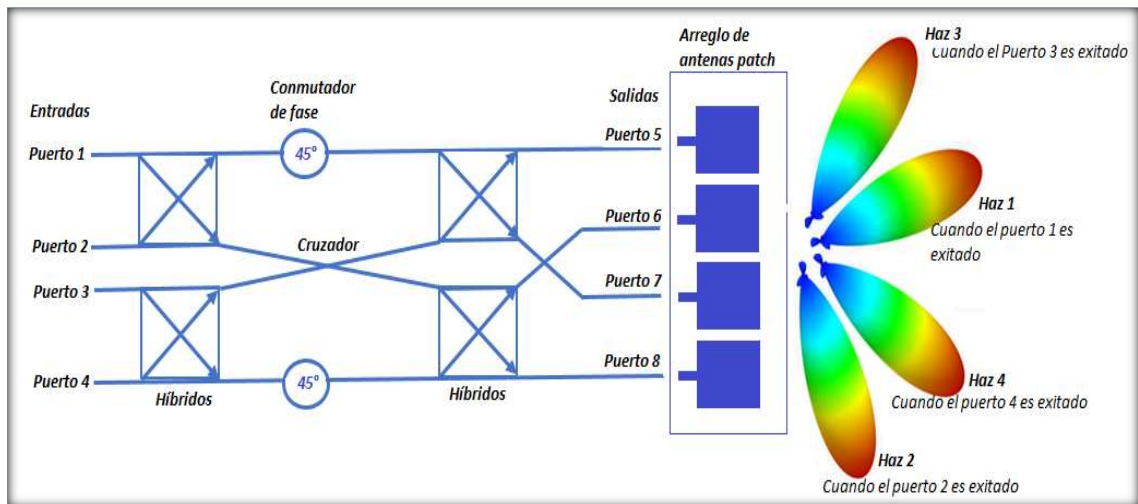 Entradas
Puerto 1
Puerto 2
Puerto 3
Puerto 4
Conmutador
de fase
45°
Cruzador
45°
Híbridos
Híbridos
Salidas
Puerto 5
Puerto 6
Puerto 7
Puerto 8
Arreglo de
antenas patch
Haz 3
Cuando el Puerto 3 es exitado
Haz 1
Cuando el puerto 1 es
exitado
Haz 4
Cuando el puerto 4 es exitado
Haz 2
Cuando el puerto 2 es exitado